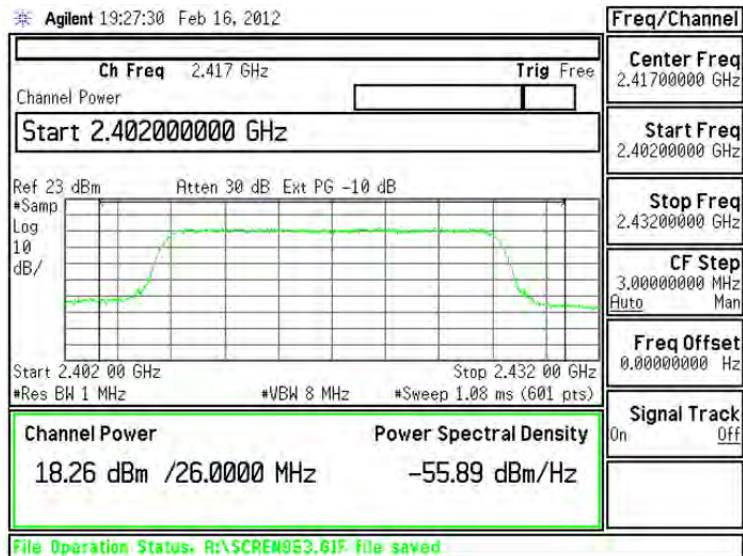 Agilent 19:27:30 Feb 16, 2012
Freq/Channel
Ch Freq 2.417 GHz Trig Free
Channel Power
Start 2.402000000 GHz
Center Freq
2.41700000 GHz
Start Freq
2.40200000 GHz
Stop Freq
2.43200000 GHz
CF Step
3.00000000 MHz
Auto Man
Freq Offset
0.00000000 Hz
Signal Track
On Off
Ref 23 dBm Atten 30 dB Ext PG -10 dB
#Samp
Log
10
dB/
Start 2.402 00 GHz Stop 2.432 00 GHz
#Res BW 1 MHz #VBW 8 MHz #Sweep 1.08 ms (601 pts)
Channel Power Power Spectral Density
18.26 dBm /26.0000 MHz -55.89 dBm/Hz
File Operation Status, A:\SCREN953.GIF file saved